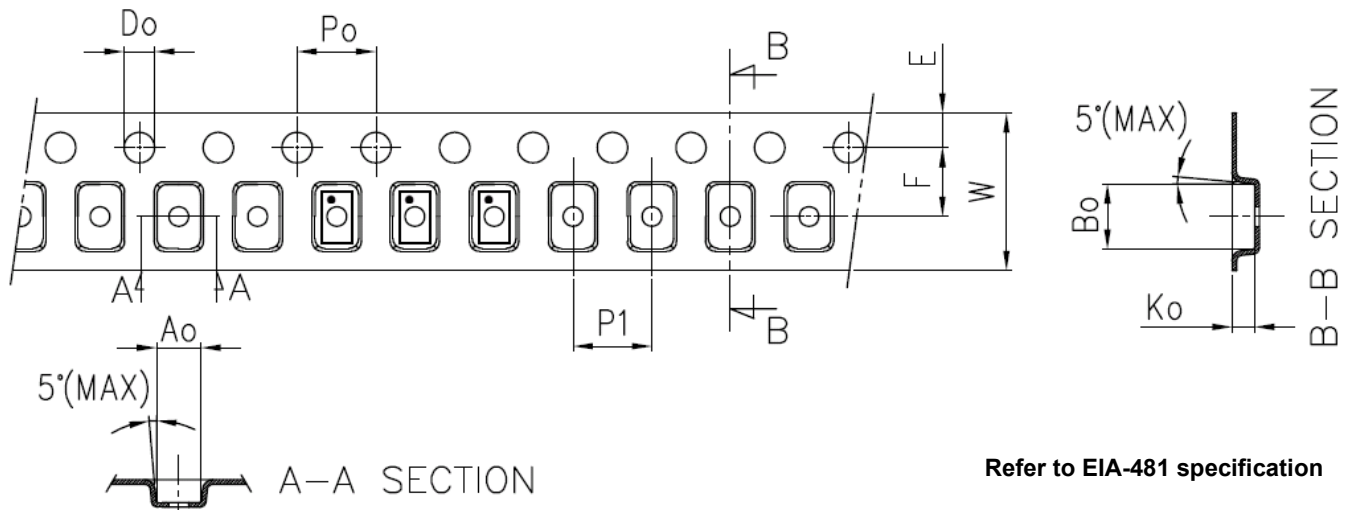 Do
Po
B
E
F
W
A
A
P1
B
Ao
5°(MAX)
A-A SECTION
5°(MAX)
Bo
Ko
B-B SECTION
Refer to EIA-481 specification